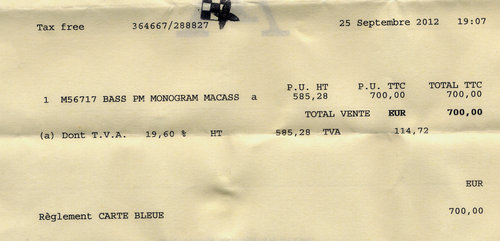 Tax free 364667/288827 25 Septembre 2012 19:07
P.U. HT P.U. TTC TOTAL TTC
1 M56717 BASS PM MONOGRAM MACASS a 585,28 700,00 700,00
TOTAL VENTE EUR 700,00
(a) Dont T.V.A. 19,60 % HT 585,28 TVA 114,72
EUR
Règlement CARTE BLEUE 700,00